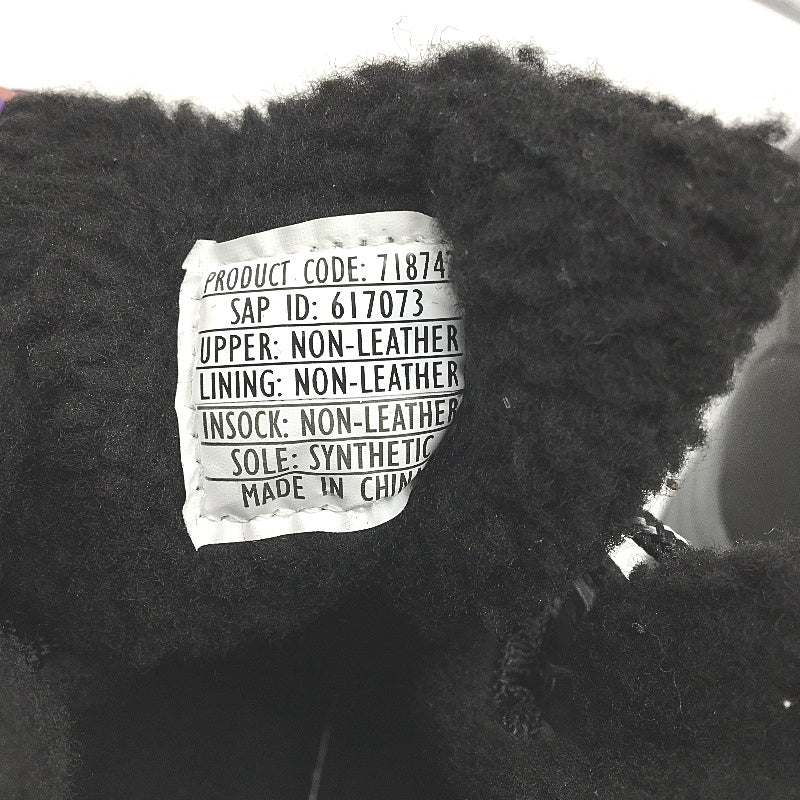 PRODUCT CODE: 71874
SAP ID: 617073
UPPER: NON-LEATHER
LINING: NON-LEATHER
INSOCK: NON-LEATHER
SOLE: SYNTHETIC
MADE IN CHINA